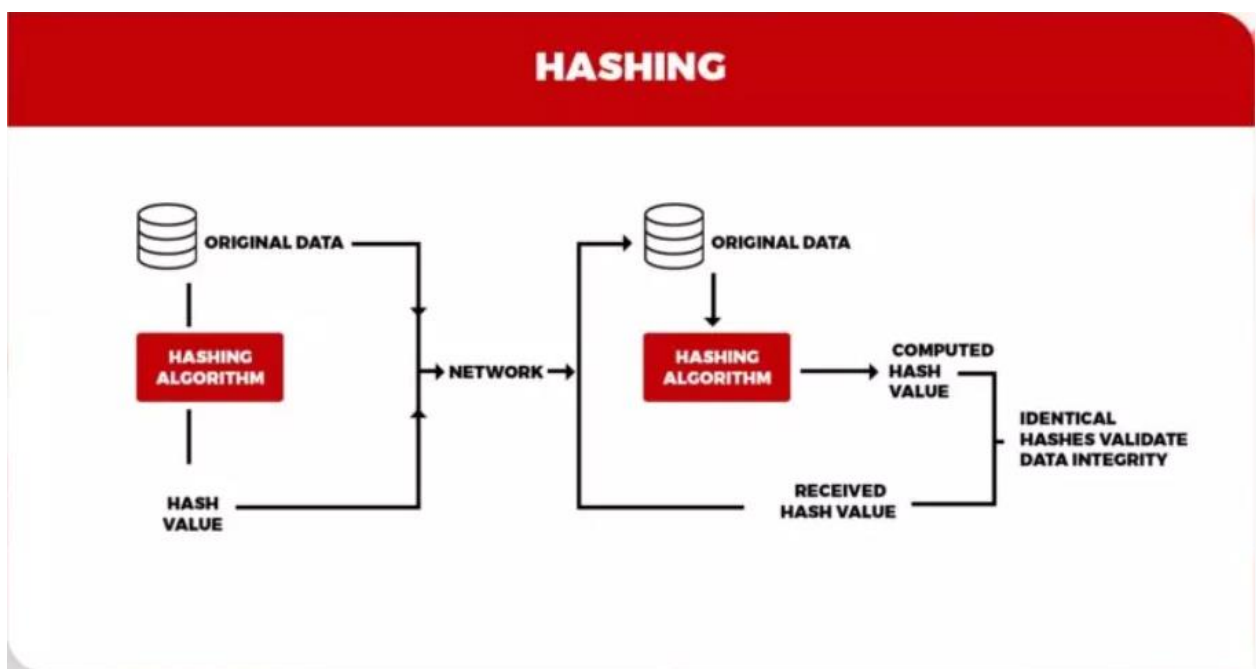 HASHING
ORIGINAL DATA
HASHING
ALGORITHM
HASH
VALUE
NETWORK
ORIGINAL DATA
HASHING
ALGORITHM
COMPUTED
HASH
VALUE
RECEIVED
HASH VALUE
IDENTICAL
HASHES VALIDATE
DATA INTEGRITY